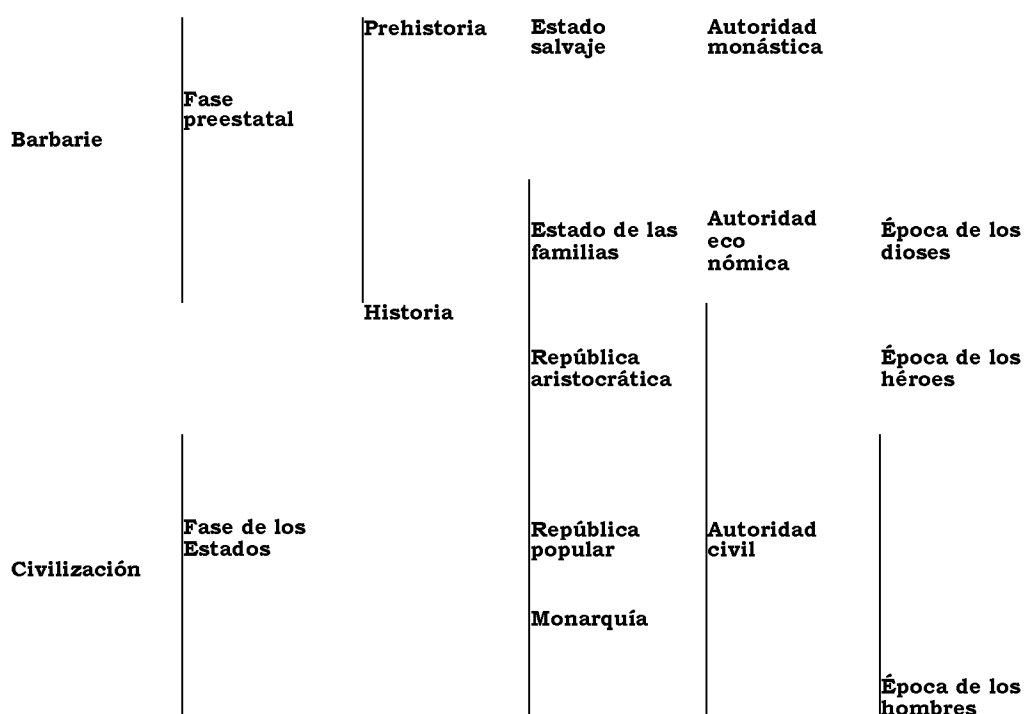 Prehistoria
Estado
salvaje
Autoridad
monástica
Fase
preestatal
Barbarie
Estado de las
familias
Autoridad
eco
nómica
Época de los
dioses
Historia
República
aristocrática
Época de los
héroes
Fase de los
Estados
República
popular
Autoridad
civil
Civilización
Monarquía
Época de los
hombres